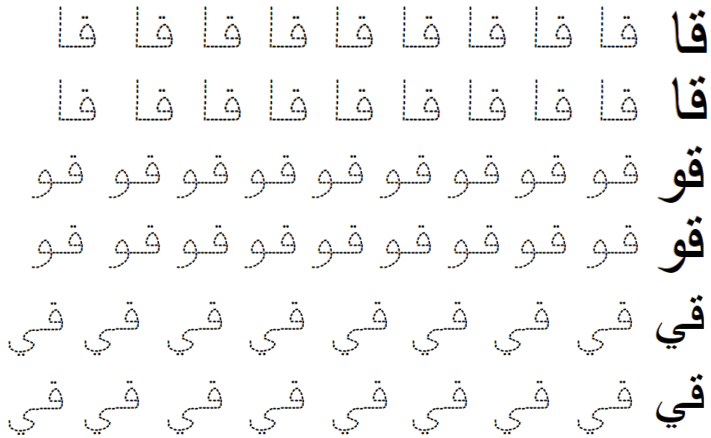 قا قا قا قا قا قا قا قا قا قا
قا قا قا قا قا قا قا قا قا قا
قو قو قو قو قو قو قو قو قو قو
قو قو قو قو قو قو قو قو قو قو
قي قي قي قي قي قي قي قي قي
قي قي قي قي قي قي قي قي قي